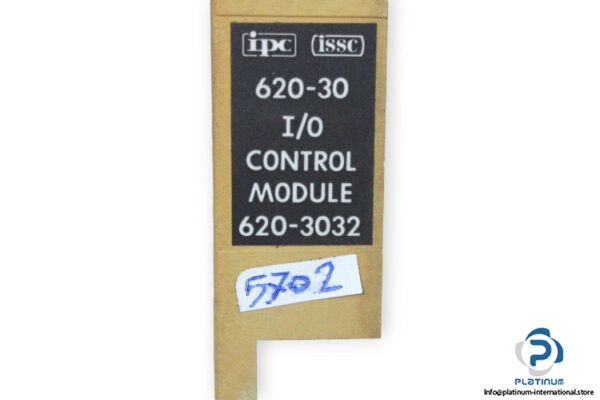 ipc issc
620-30
I/O
CONTROL
MODULE
620-3032
5702
PLATINUM
Info@platinum-international.store